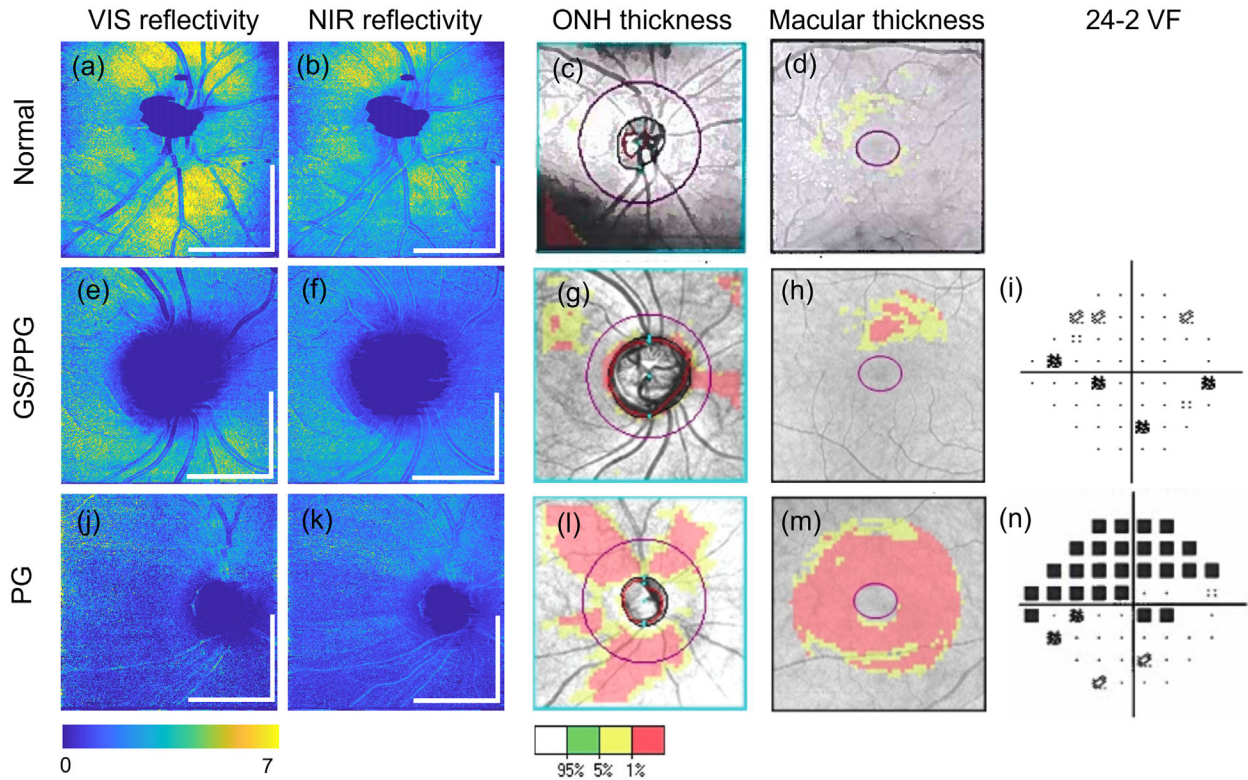 VIS reflectivity NIR reflectivity ONH thickness Macular thickness 24-2 VF
Normal
(a) (b) (c) (d)
GS/PPG
(e) (f) (g) (h) (i)
PG
(j) (k) (l) (m) (n)
0 7
95% 5% 1%